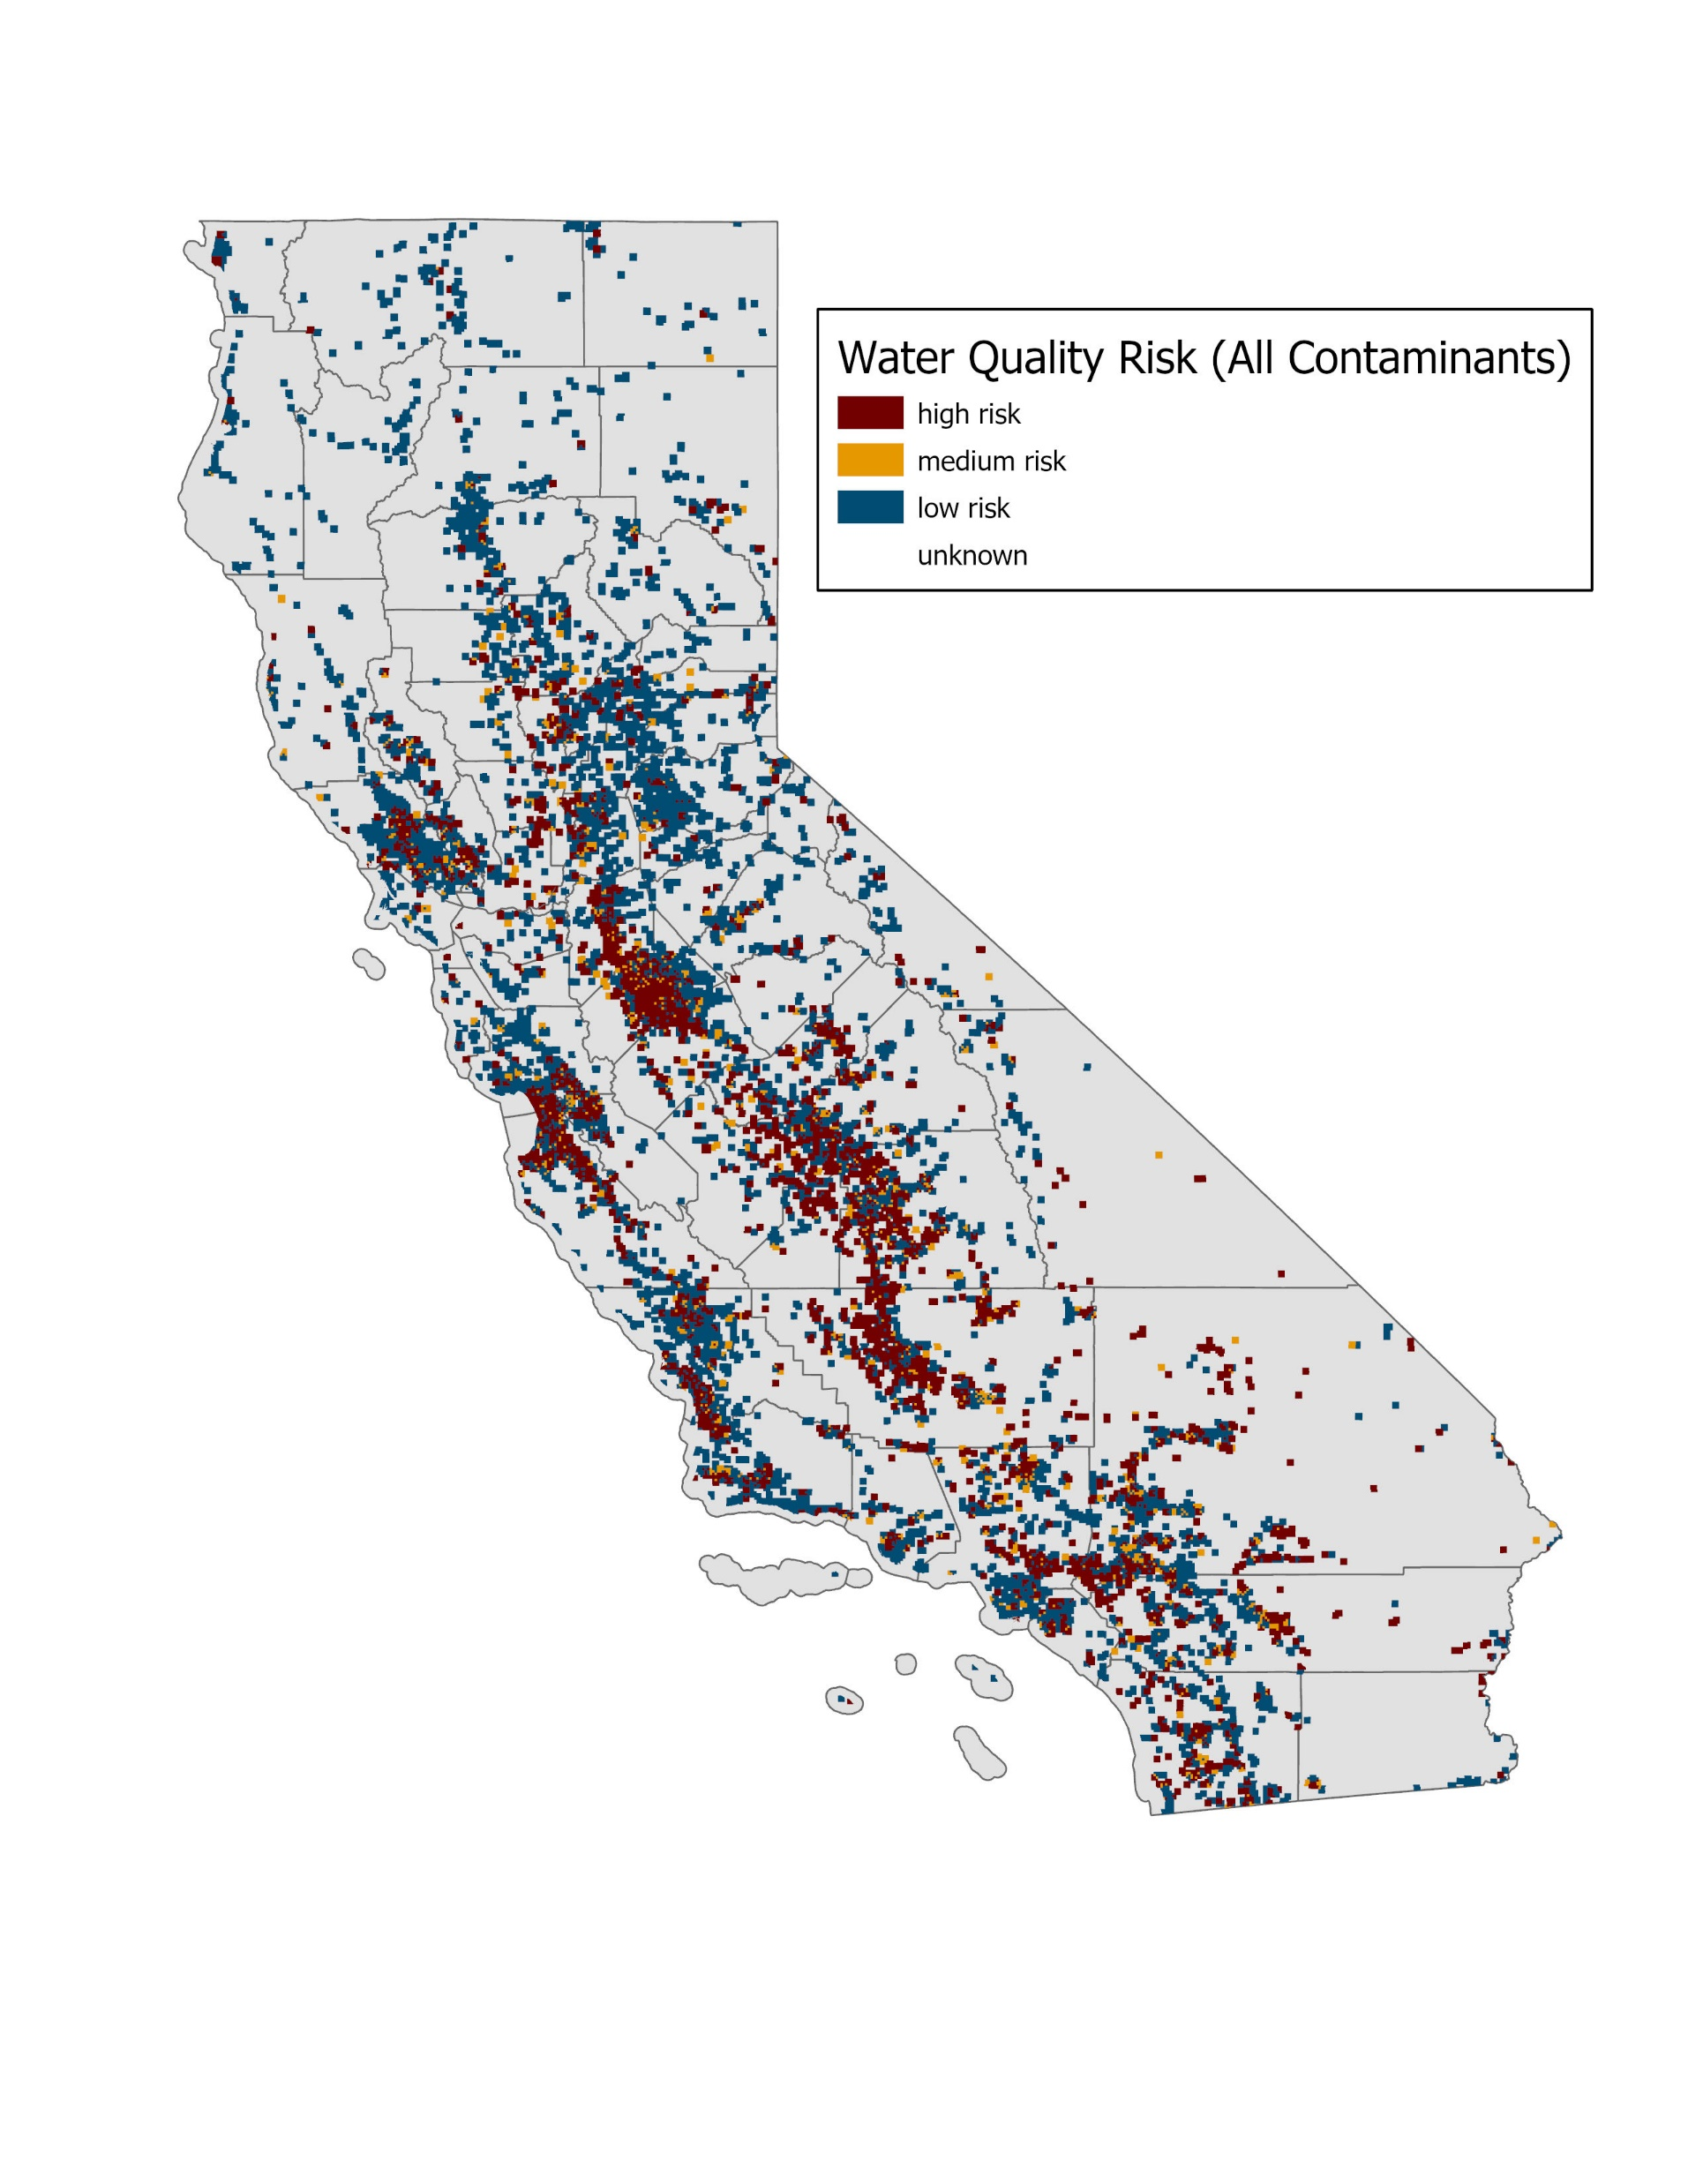 Water Quality Risk (All Contaminants)
high risk
medium risk
low risk
unknown